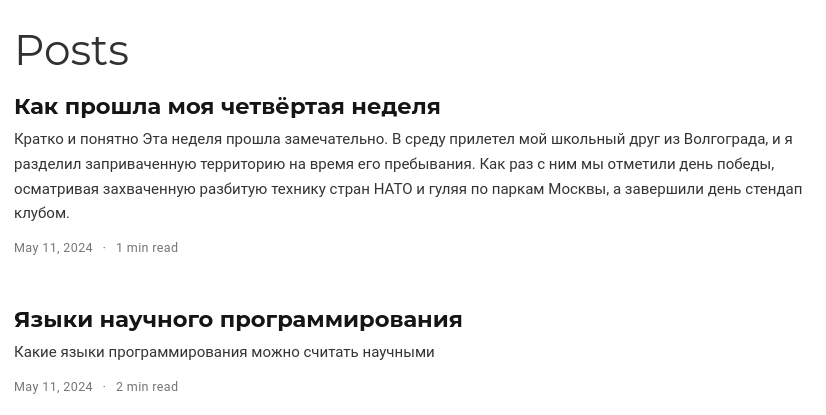 Posts
Как прошла моя четвёртая неделя
Кратко и понятно Эта неделя прошла замечательно. В среду прилетел мой школьный друг из Волгограда, и я
разделил заприваченную территорию на время его пребывания. Как раз с ним мы отметили день победы,
осматривая захваченную разбитую технику стран НАТО и гуляя по паркам Москвы, а завершили день стендап
клубом.
May 11, 2024 · 1 min read
Языки научного программирования
Какие языки программирования можно считать научными
May 11, 2024 · 2 min read